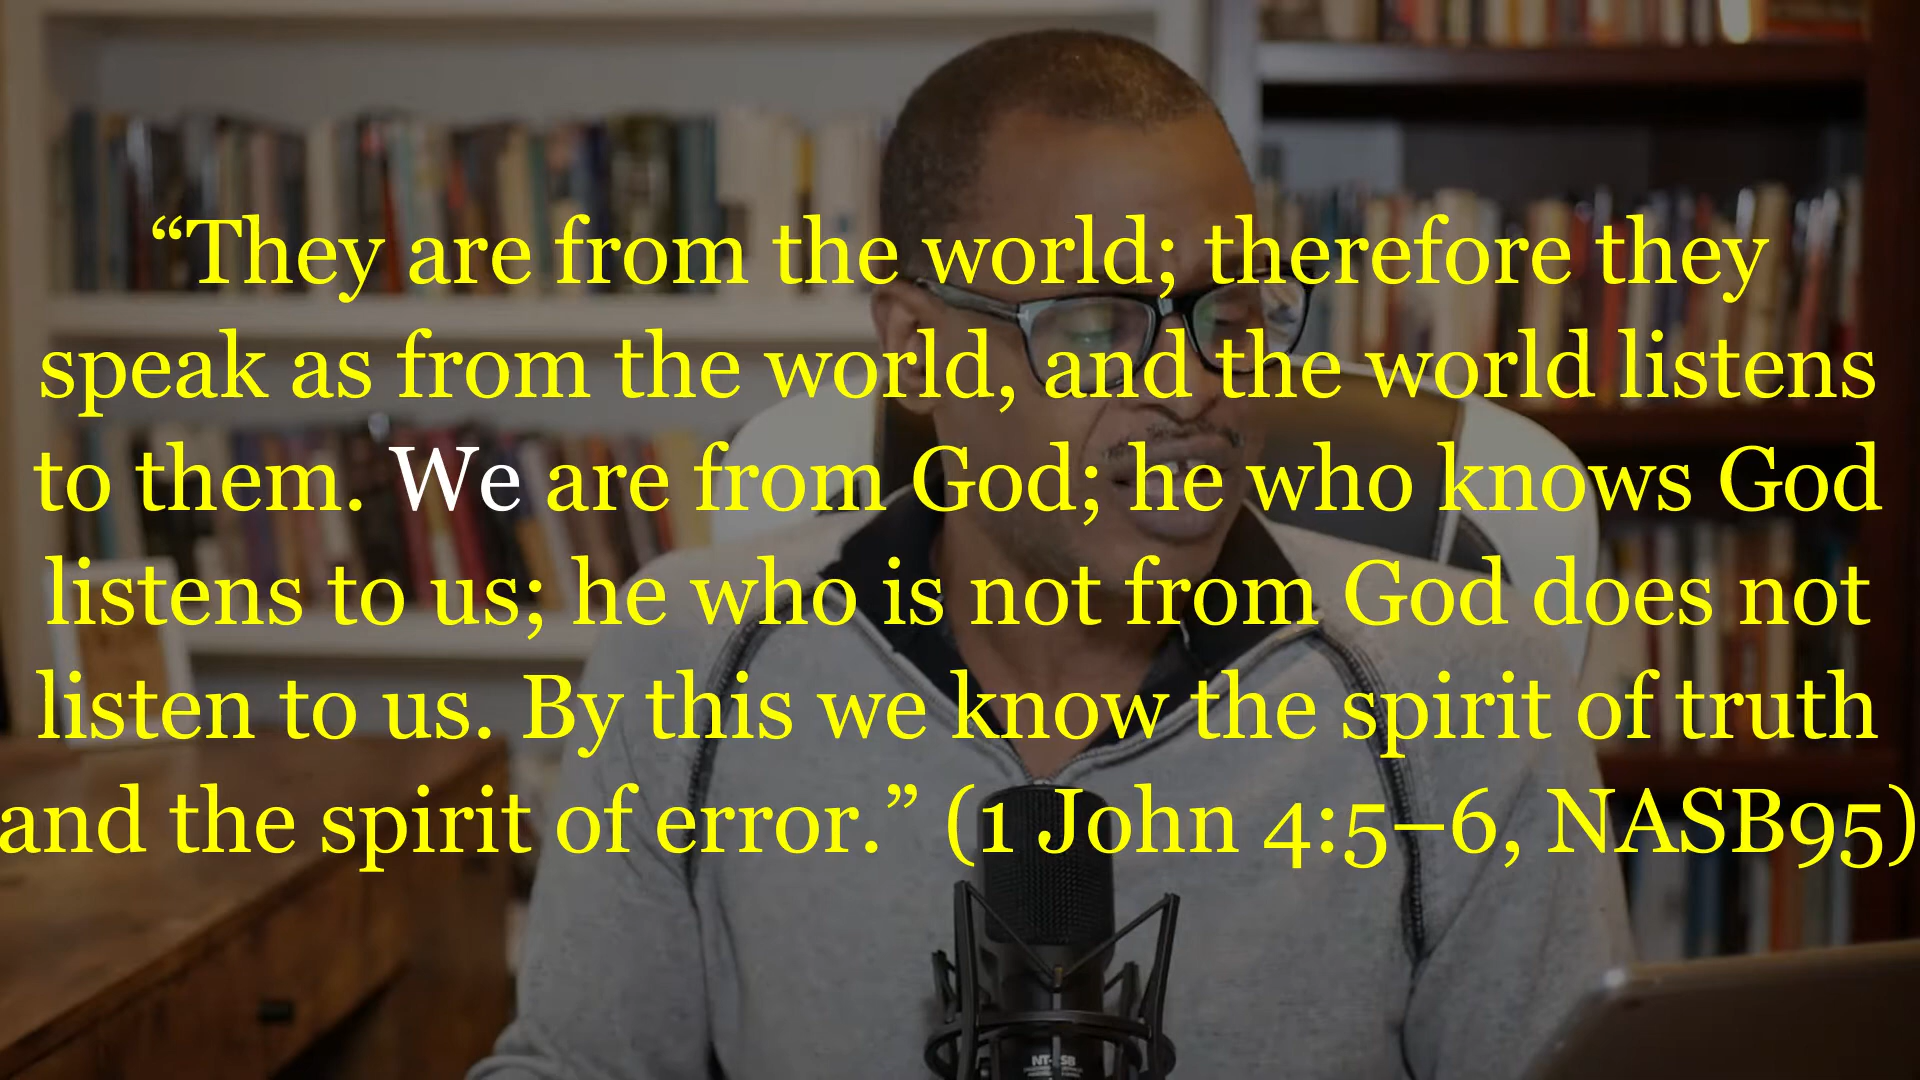 “They are from the world; therefore they
speak as from the world, and the world listens
to them. We are from God; he who knows God
listens to us; he who is not from God does not
listen to us. By this we know the spirit of truth
and the spirit of error.” (1 John 4:5–6, NASB95)